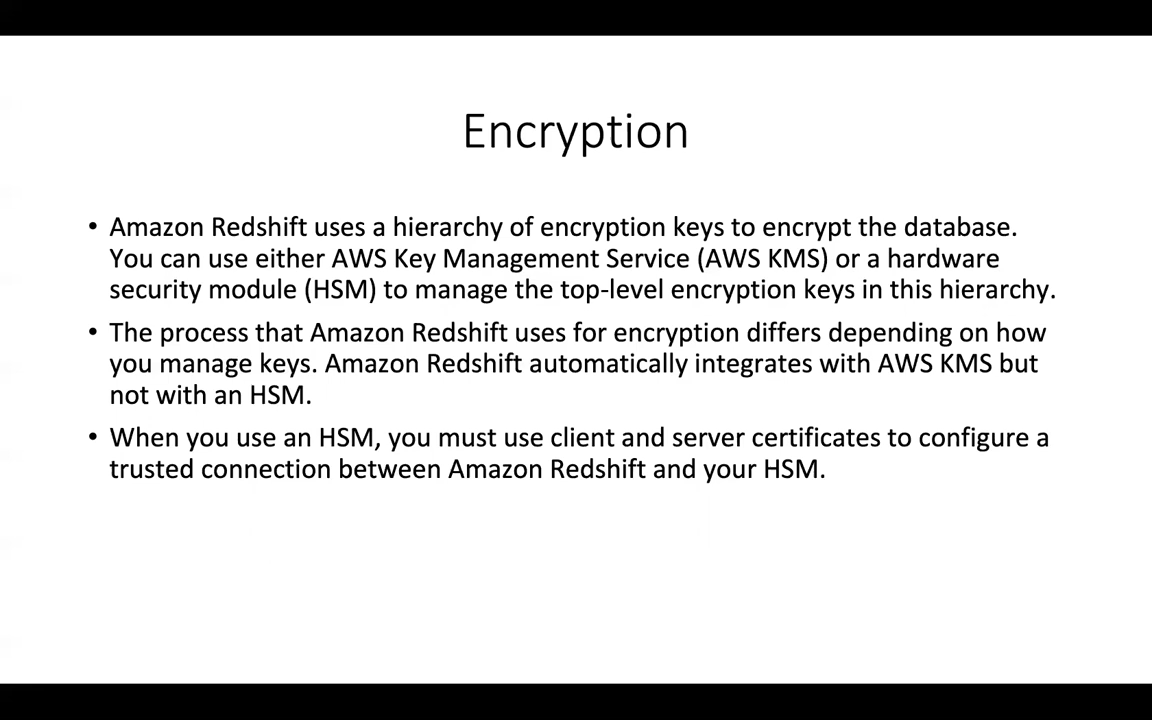 Encryption
• Amazon Redshift uses a hierarchy of encryption keys to encrypt the database.
You can use either AWS Key Management Service (AWS KMS) or a hardware
security module (HSM) to manage the top-level encryption keys in this hierarchy.
• The process that Amazon Redshift uses for encryption differs depending on how
you manage keys. Amazon Redshift automatically integrates with AWS KMS but
not with an HSM.
• When you use an HSM, you must use client and server certificates to configure a
trusted connection between Amazon Redshift and your HSM.